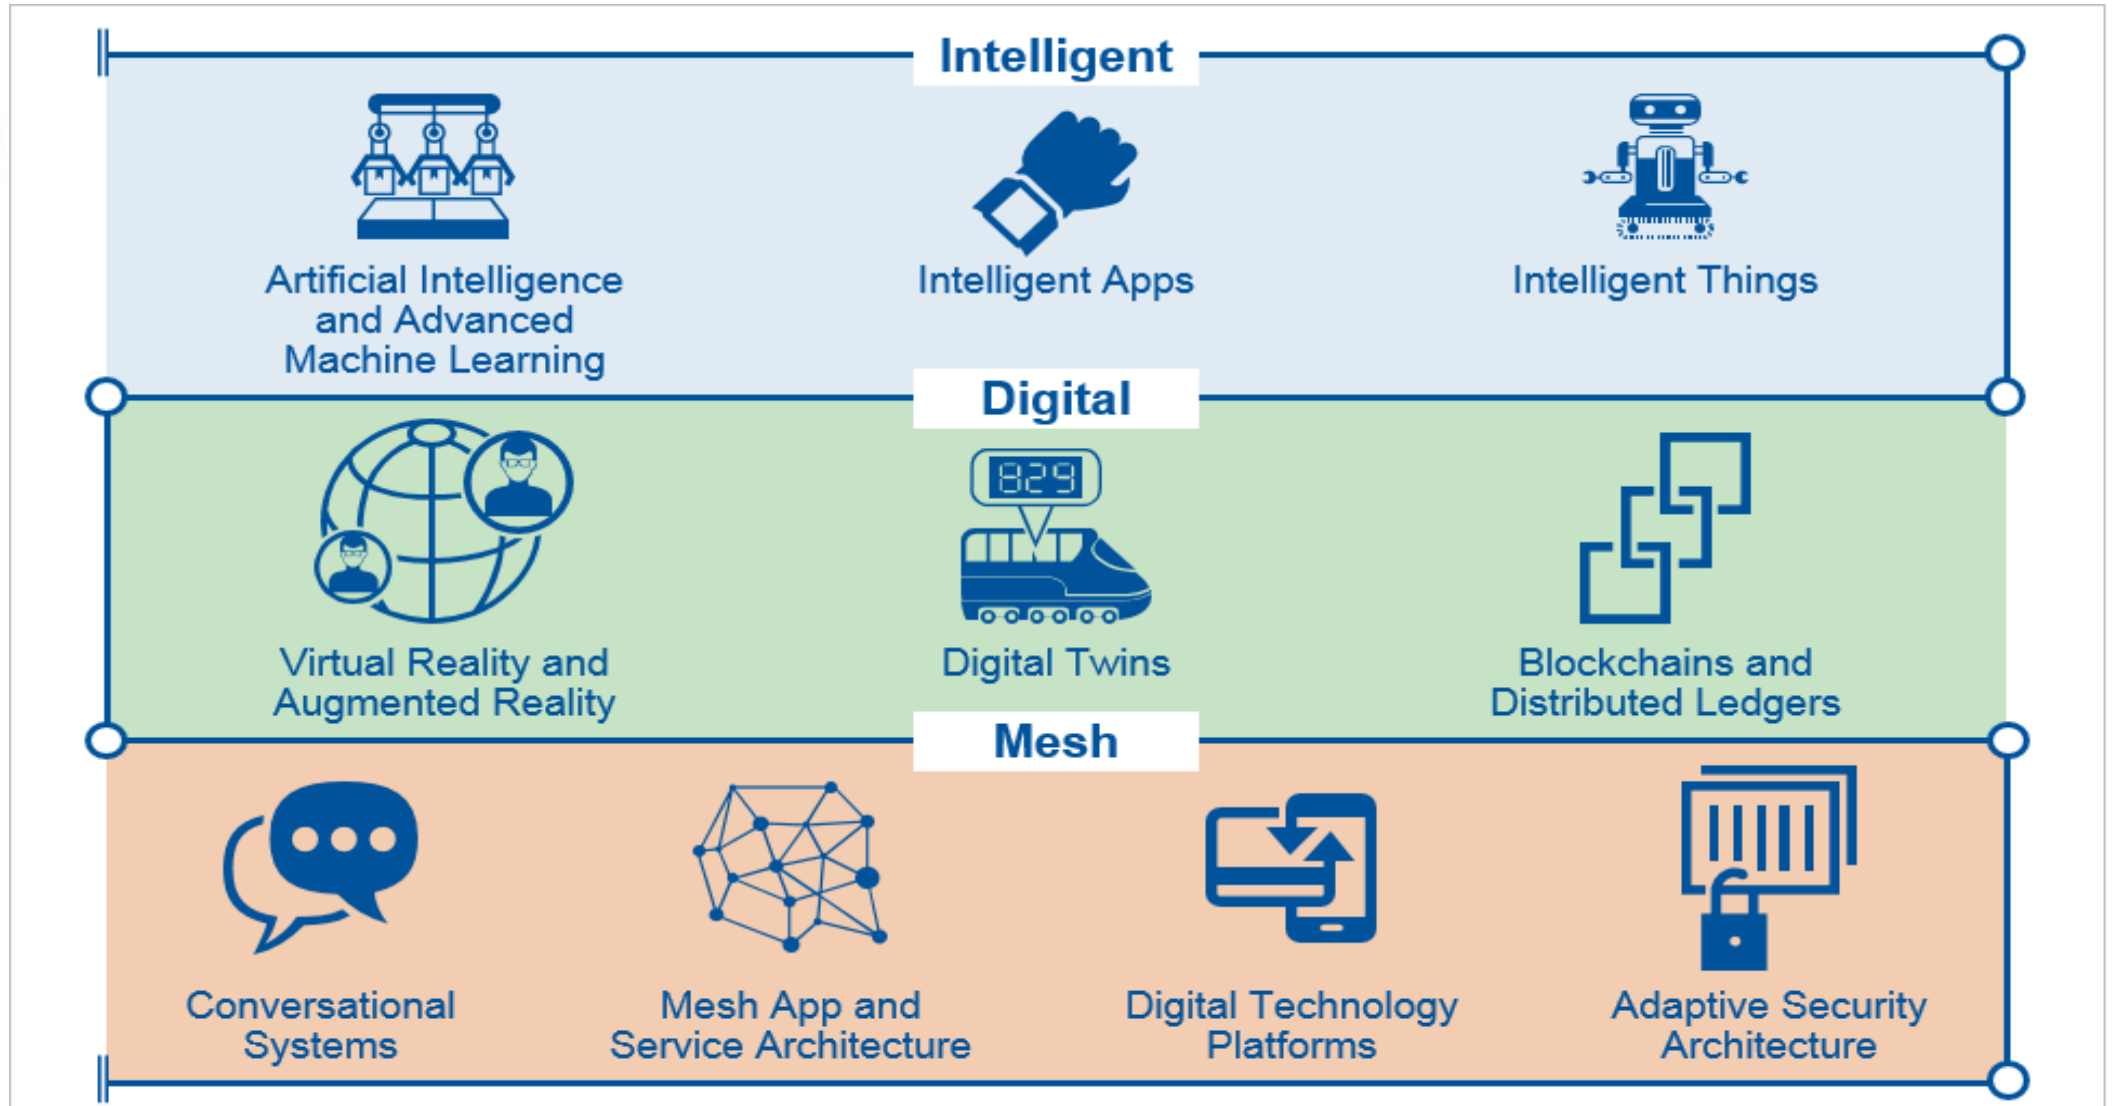 Intelligent
Artificial Intelligence
and Advanced
Machine Learning
Intelligent Apps
Intelligent Things
Digital
829
Virtual Reality and
Augmented Reality
Digital Twins
Blockchains and
Distributed Ledgers
Mesh
Conversational
Systems
Mesh App and
Service Architecture
Digital Technology
Platforms
Adaptive Security
Architecture